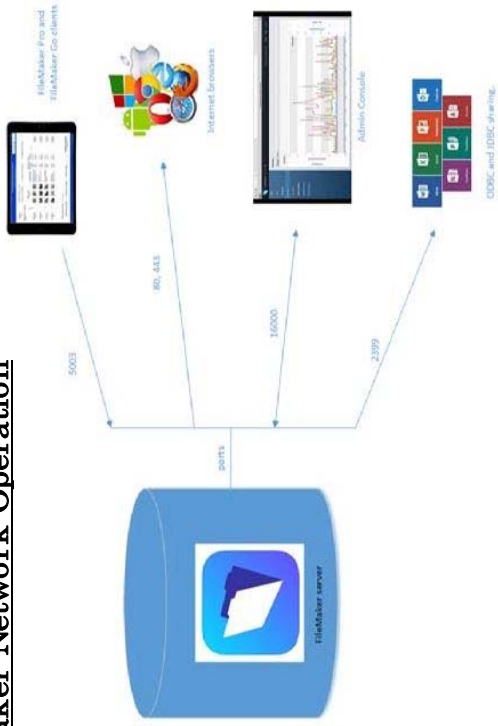 aker Network Operation
FileMaker server
ports
5003
80, 443
16000
2399
FileMaker Pro and
FileMaker Go clients
Internet browsers
Admin Console
ODBC and JDBC sharing.